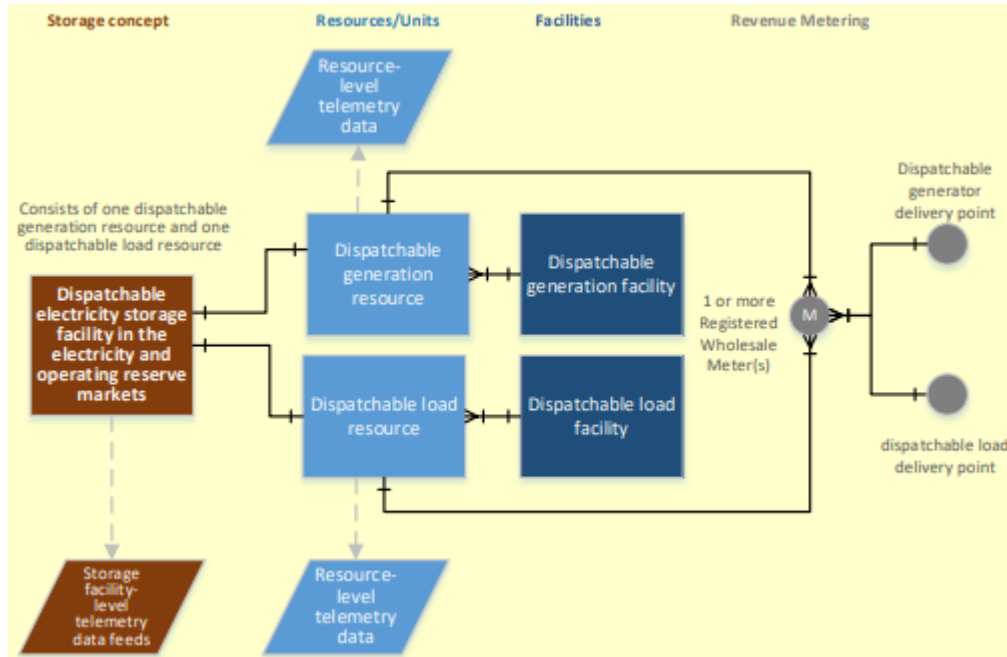 Storage concept
Resources/Units
Facilities
Revenue Metering
Resource-
level
telemetry
data
Consists of one dispatchable
generation resource and one
dispatchable load resource
Dispatchable
electricity storage
facility in the
electricity and
operating reserve
markets
Dispatchable
generation
resource
Dispatchable
generation facility
Dispatchable load
resource
Dispatchable load
facility
1 or more
Registered
Wholesale
Meter(s)
M
Dispatchable
generator
delivery point
dispatchable load
delivery point
Storage
facility-
level
telemetry
data feeds
Resource-
level
telemetry
data